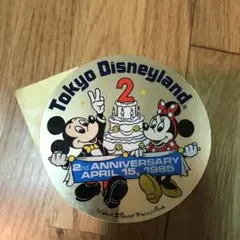 Tokyo Disneyland
2
2nd ANNIVERSARY
APRIL 15, 1985